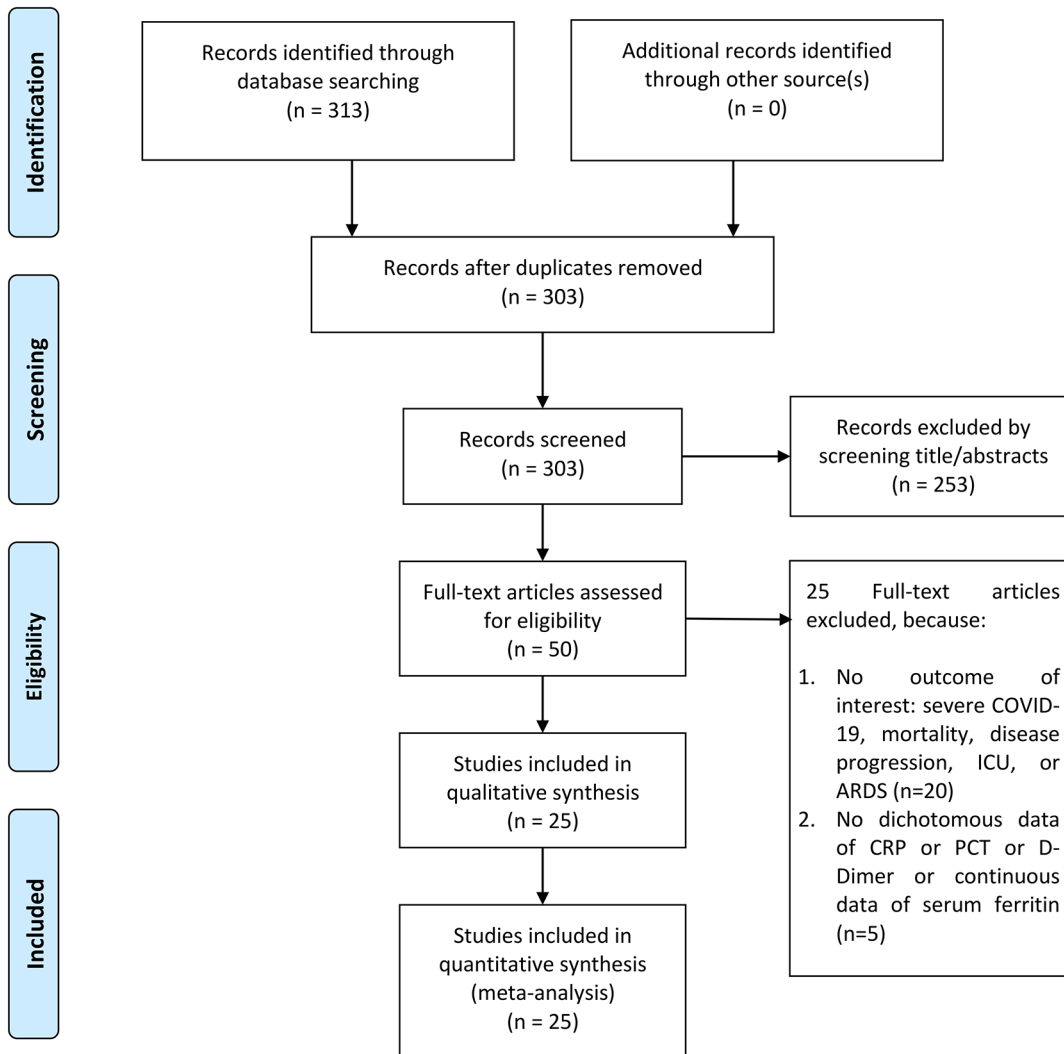 Identification
Records identified through
database searching
(n = 313)
Additional records identified
through other source(s)
(n = 0)
Records after duplicates removed
(n = 303)
Screening
Records screened
(n = 303)
Records excluded by
screening title/abstracts
(n = 253)
Eligibility
Full-text articles assessed
for eligibility
(n = 50)
25 Full-text articles
excluded, because:
1. No outcome of
interest: severe COVID-
19, mortality, disease
progression, ICU, or
ARDS (n=20)
2. No dichotomous data
of CRP or PCT or D-
Dimer or continuous
data of serum ferritin
(n=5)
Studies included in
qualitative synthesis
(n = 25)
Included
Studies included in
quantitative synthesis
(meta-analysis)
(n = 25)